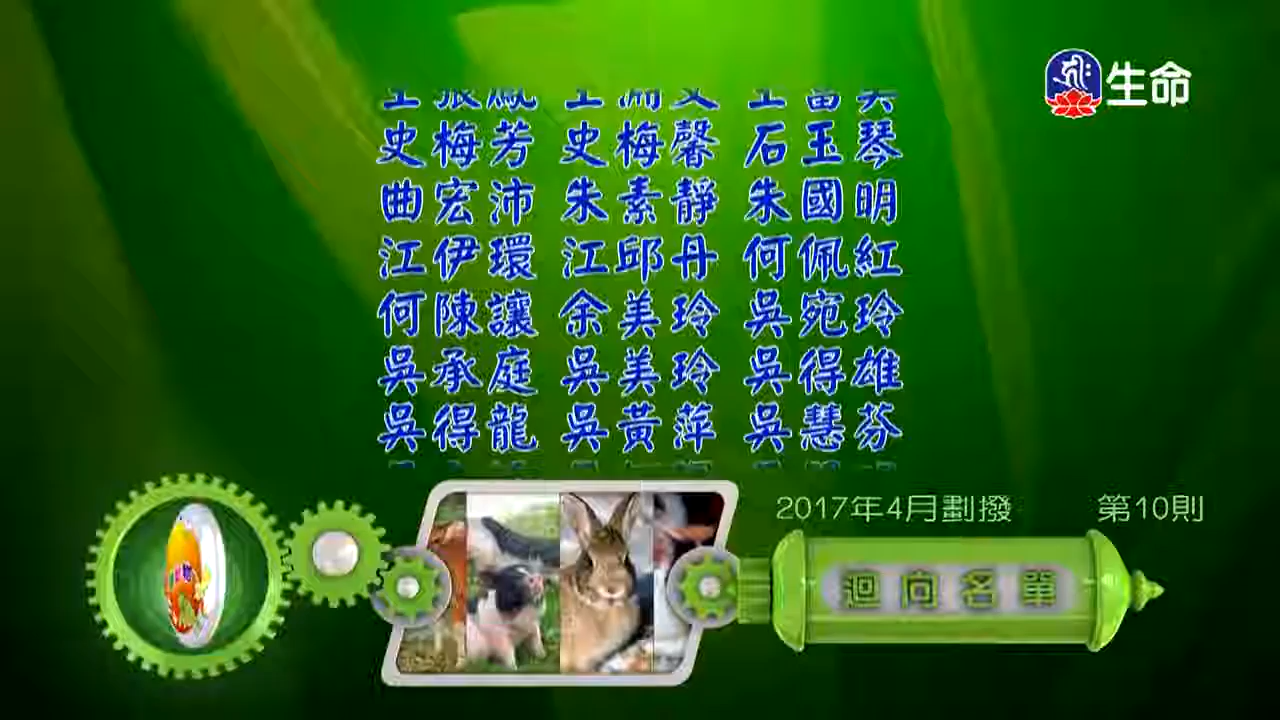 生命
史梅芳 史梅馨 石玉琴
曲宏沛 朱素靜 朱國明
江伊環 江邱丹 何佩紅
何陳讓 余美玲 吳宛玲
吳承庭 吳美玲 吳得雄
吳得龍 吳黃萍 吳慧芬
2017年4月劃撥 第10則
迴向名單